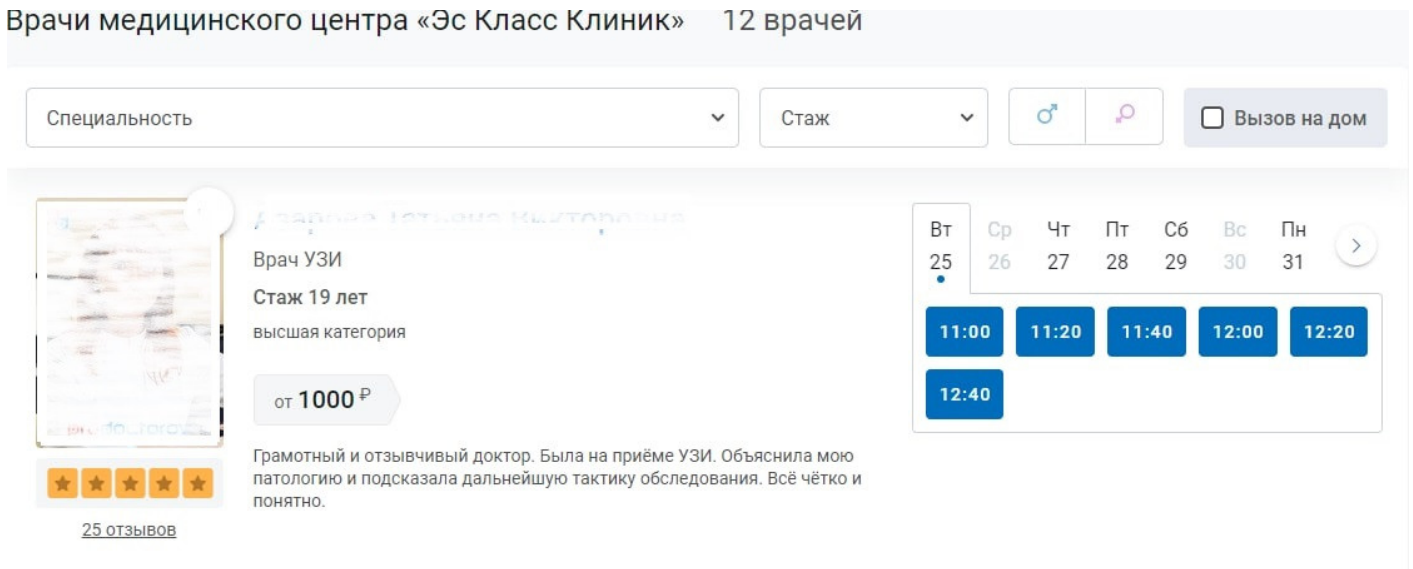 Врачи медицинского центра «Эс Класс Клиник» 12 врачей
Специальность
Стаж
Вызов на дом
Врач УЗИ
Стаж 19 лет
высшая категория
от 1000 ₽
Грамотный и отзывчивый доктор. Была на приёме УЗИ. Объяснила мою
патологию и подсказала дальнейшую тактику обследования. Всё чётко и
понятно.
25 отзывов
Вт Ср Чт Пт Сб Вс Пн
25 26 27 28 29 30 31
11:00 11:20 11:40 12:00 12:20
12:40